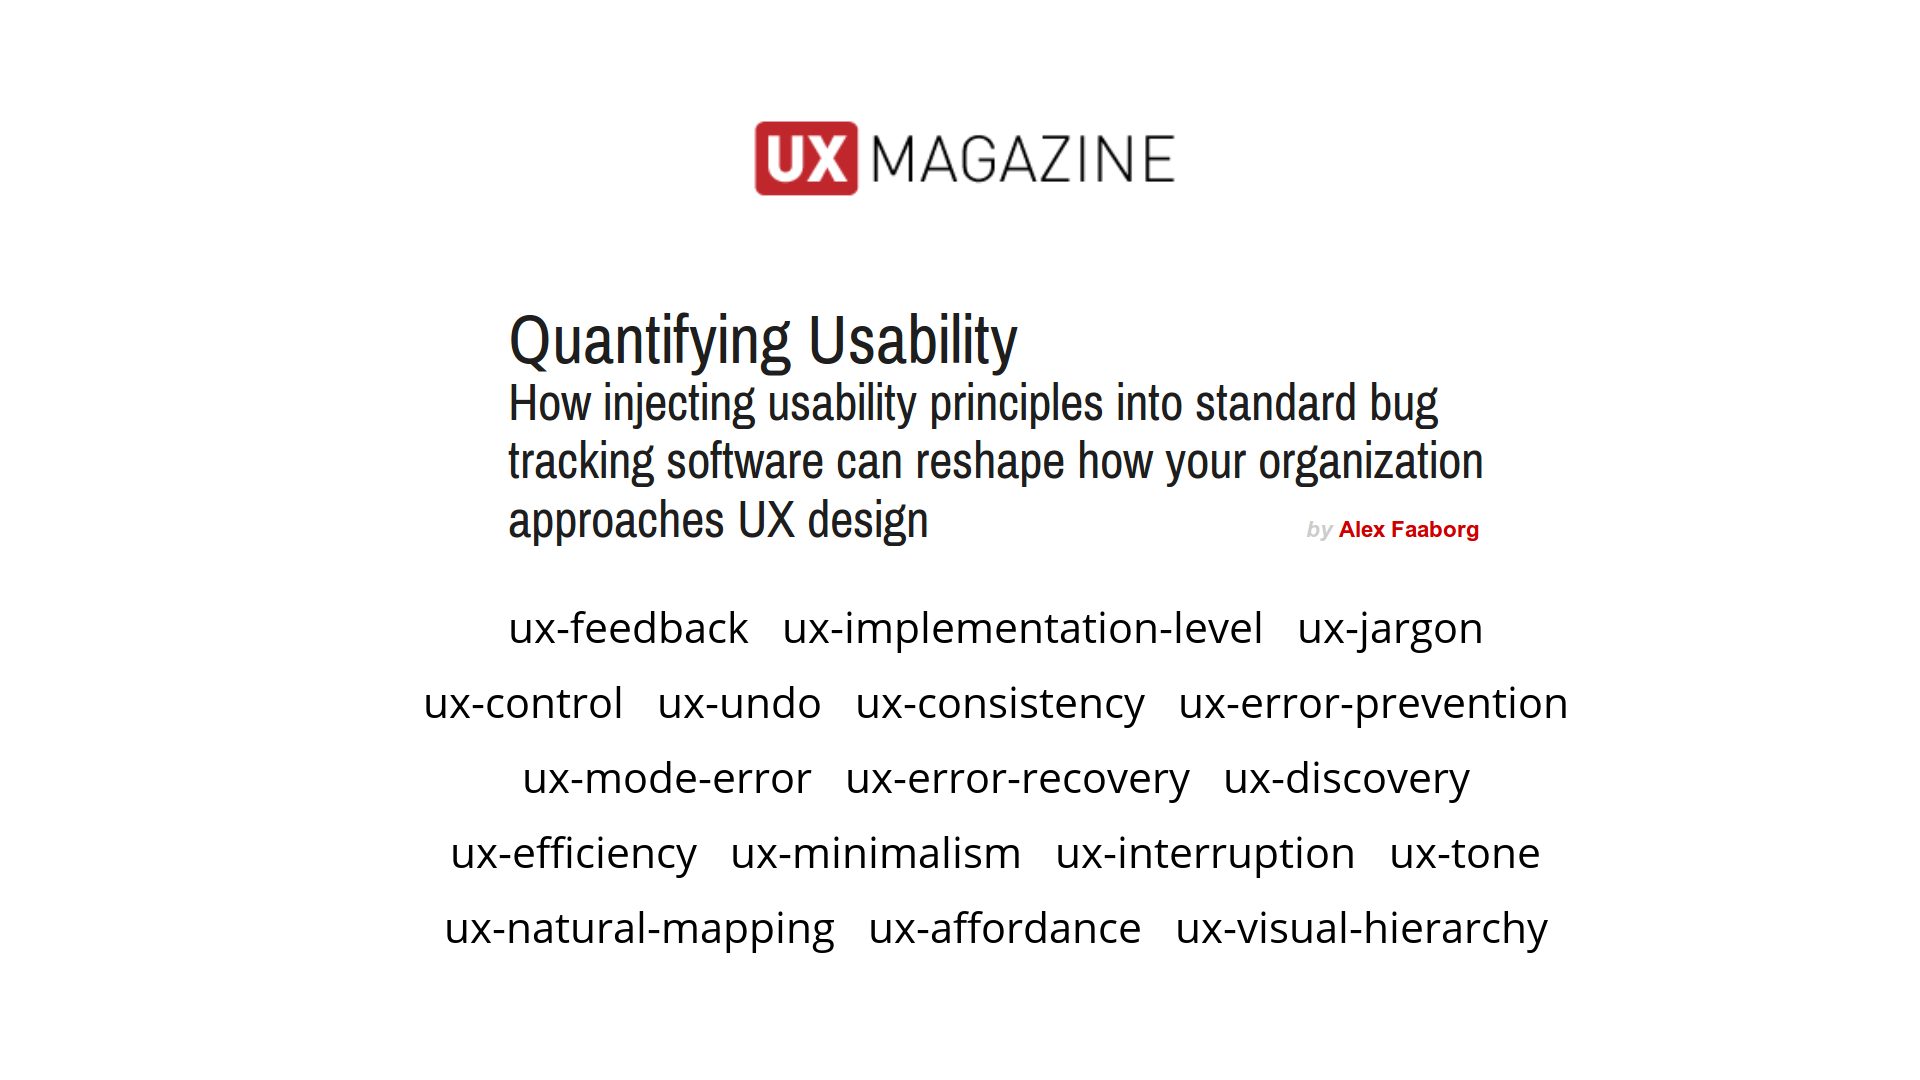 UX MAGAZINE
Quantifying Usability
How injecting usability principles into standard bug
tracking software can reshape how your organization
approaches UX design by Alex Faaborg
ux-feedback ux-implementation-level ux-jargon
ux-control ux-undo ux-consistency ux-error-prevention
ux-mode-error ux-error-recovery ux-discovery
ux-efficiency ux-minimalism ux-interruption ux-tone
ux-natural-mapping ux-affordance ux-visual-hierarchy